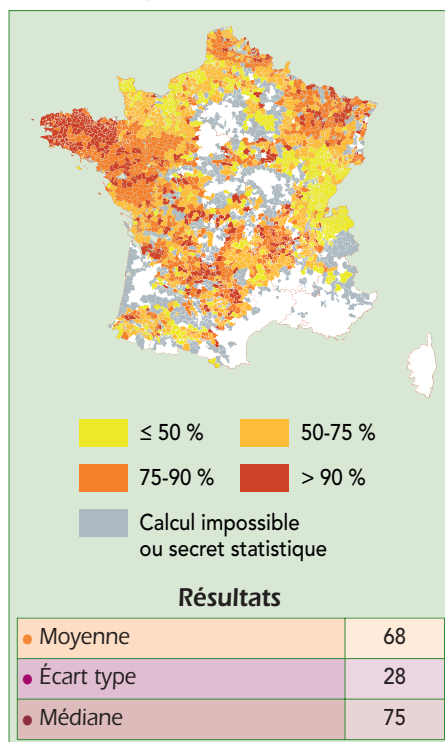 ≤ 50 %
50-75 %
75-90 %
> 90 %
Calcul impossible
ou secret statistique
Résultats
• Moyenne 68
• Écart type 28
• Médiane 75